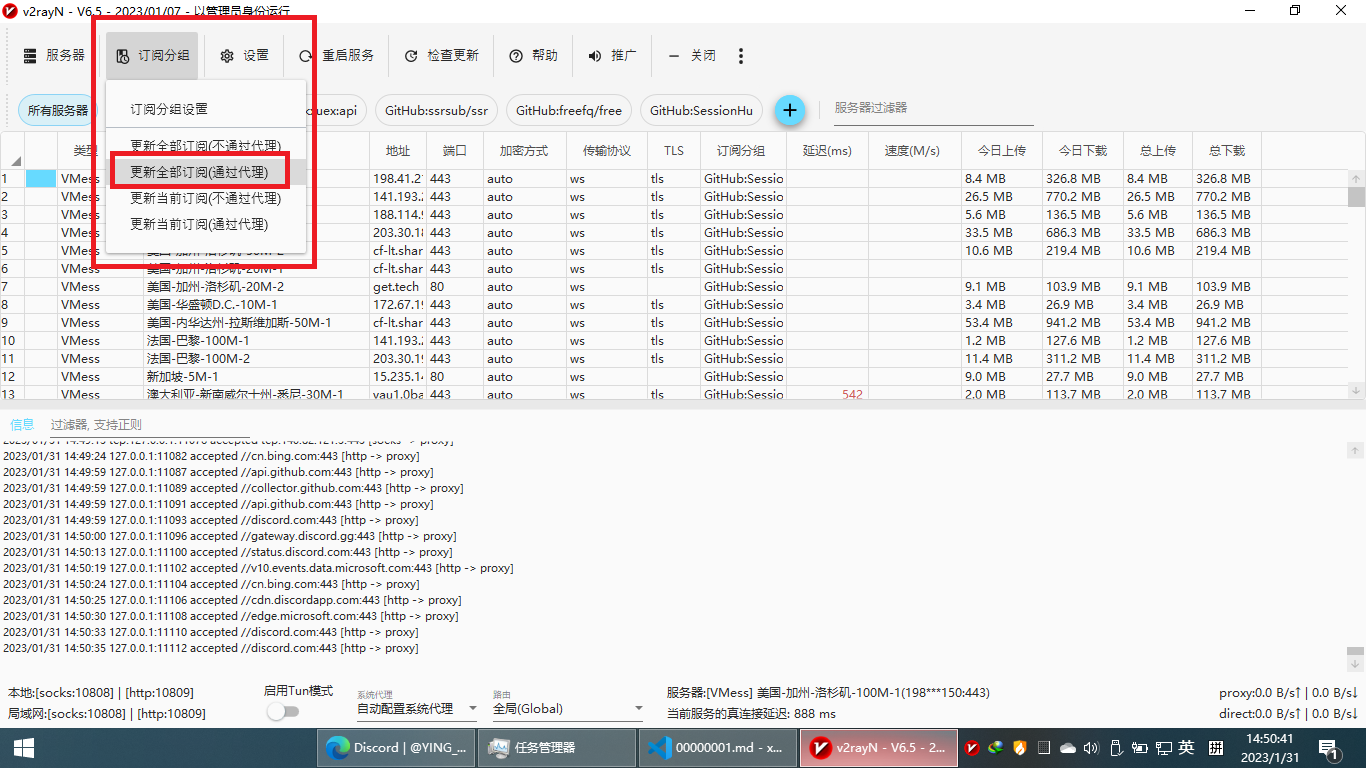 v2rayN - V6.5 - 2023/01/07 - 以管理员身份运行
服务器 订阅分组 设置 重启服务 检查更新 帮助 推广 关闭
订阅分组设置
更新全部订阅(不通过代理)
更新全部订阅(通过代理)
更新当前订阅(不通过代理)
更新当前订阅(通过代理)
所有服务器 GitHub:ssrsub/ssr GitHub:freefq/free GitHub:SessionHu + 服务器过滤器
类型 地址 端口 加密方式 传输协议 TLS 订阅分组 延迟(ms) 速度(M/s) 今日上传 今日下载 总上传 总下载
1 VMess 198.41.2 443 auto ws tls GitHub:Sessio 8.4 MB 326.8 MB 8.4 MB 326.8 MB
2 VMess 141.193.2 443 auto ws tls GitHub:Sessio 26.5 MB 770.2 MB 26.5 MB 770.2 MB
3 VMess 188.114.9 443 auto ws tls GitHub:Sessio 5.6 MB 136.5 MB 5.6 MB 136.5 MB
4 VMess 203.30.18 443 auto ws tls GitHub:Sessio 33.5 MB 686.3 MB 33.5 MB 686.3 MB
5 VMess cf-lt.shar 443 auto ws tls GitHub:Sessio 10.6 MB 219.4 MB 10.6 MB 219.4 MB
6 VMess 美国-加州-洛杉矶-20M-1 cf-lt.shar 443 auto ws tls GitHub:Sessio
7 VMess 美国-加州-洛杉矶-20M-2 get.tech 80 auto ws GitHub:Sessio 9.1 MB 103.9 MB 9.1 MB 103.9 MB
8 VMess 美国-华盛顿D.C.-10M-1 172.67.19 443 auto ws tls GitHub:Sessio 3.4 MB 26.9 MB 3.4 MB 26.9 MB
9 VMess 美国-内华达州-拉斯维加斯-50M-1 cf-lt.shar 443 auto ws tls GitHub:Sessio 53.4 MB 941.2 MB 53.4 MB 941.2 MB
10 VMess 法国-巴黎-100M-1 141.193.2 443 auto ws tls GitHub:Sessio 1.2 MB 127.6 MB 1.2 MB 127.6 MB
11 VMess 法国-巴黎-100M-2 203.30.19 443 auto ws tls GitHub:Sessio 11.4 MB 311.2 MB 11.4 MB 311.2 MB
12 VMess 新加坡-5M-1 15.235.14 80 auto ws GitHub:Sessio 9.0 MB 27.7 MB 9.0 MB 27.7 MB
13 VMess 澳大利亚-新南威尔士州-悉尼-30M-1 vau1.0ba 443 auto ws tls GitHub:Sessio 542 2.0 MB 113.7 MB 2.0 MB 113.7 MB
信息 过滤器, 支持正则
2023/01/31 14:49:24 127.0.0.1:11082 accepted //cn.bing.com:443 [http -> proxy]
2023/01/31 14:49:59 127.0.0.1:11087 accepted //api.github.com:443 [http -> proxy]
2023/01/31 14:49:59 127.0.0.1:11089 accepted //collector.github.com:443 [http -> proxy]
2023/01/31 14:49:59 127.0.0.1:11091 accepted //api.github.com:443 [http -> proxy]
2023/01/31 14:49:59 127.0.0.1:11093 accepted //discord.com:443 [http -> proxy]
2023/01/31 14:50:00 127.0.0.1:11096 accepted //gateway.discord.gg:443 [http -> proxy]
2023/01/31 14:50:13 127.0.0.1:11100 accepted //status.discord.com:443 [http -> proxy]
2023/01/31 14:50:19 127.0.0.1:11102 accepted //v10.events.data.microsoft.com:443 [http -> proxy]
2023/01/31 14:50:24 127.0.0.1:11104 accepted //cn.bing.com:443 [http -> proxy]
2023/01/31 14:50:25 127.0.0.1:11106 accepted //cdn.discordapp.com:443 [http -> proxy]
2023/01/31 14:50:30 127.0.0.1:11108 accepted //edge.microsoft.com:443 [http -> proxy]
2023/01/31 14:50:33 127.0.0.1:11110 accepted //discord.com:443 [http -> proxy]
2023/01/31 14:50:35 127.0.0.1:11112 accepted //discord.com:443 [http -> proxy]
本地:[socks:10808] | [http:10809]
局域网:[socks:10808] | [http:10809]
启用Tun模式
系统代理
自动配置系统代理
路由
全局(Global)
服务器:[VMess] 美国-加州-洛杉矶-100M-1(198***150:443)
当前服务的真连接延迟: 888 ms
proxy:0.0 B/s↑ | 0.0 B/s↓
direct:0.0 B/s↑ | 0.0 B/s↓
Discord | @YING_... 任务管理器 00000001.md - x... v2rayN - V6.5 - 2... 英 拼 14:50:41
2023/1/31 1